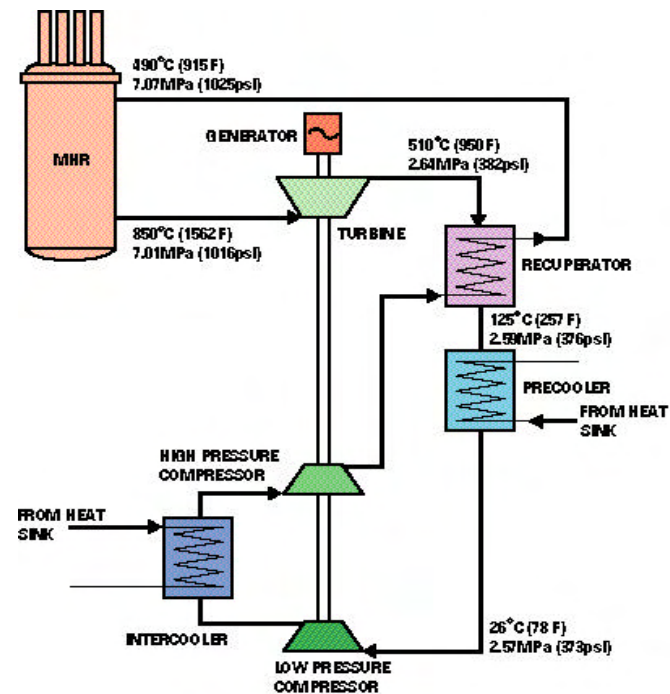 490°C (915 F)
7.07MPa (1025psi)
MHR
GENERATOR
510°C (950 F)
2.64MPa (382psi)
850°C (1562 F)
7.01MPa (1016psi)
TURBINE
RECUPERATOR
125°C (257 F)
2.59MPa (376psi)
PRECOOLER
FROM HEAT
SINK
HIGH PRESSURE
COMPRESSOR
FROM HEAT
SINK
INTERCOOLER
26°C (78 F)
2.57MPa (373psi)
LOW PRESSURE
COMPRESSOR